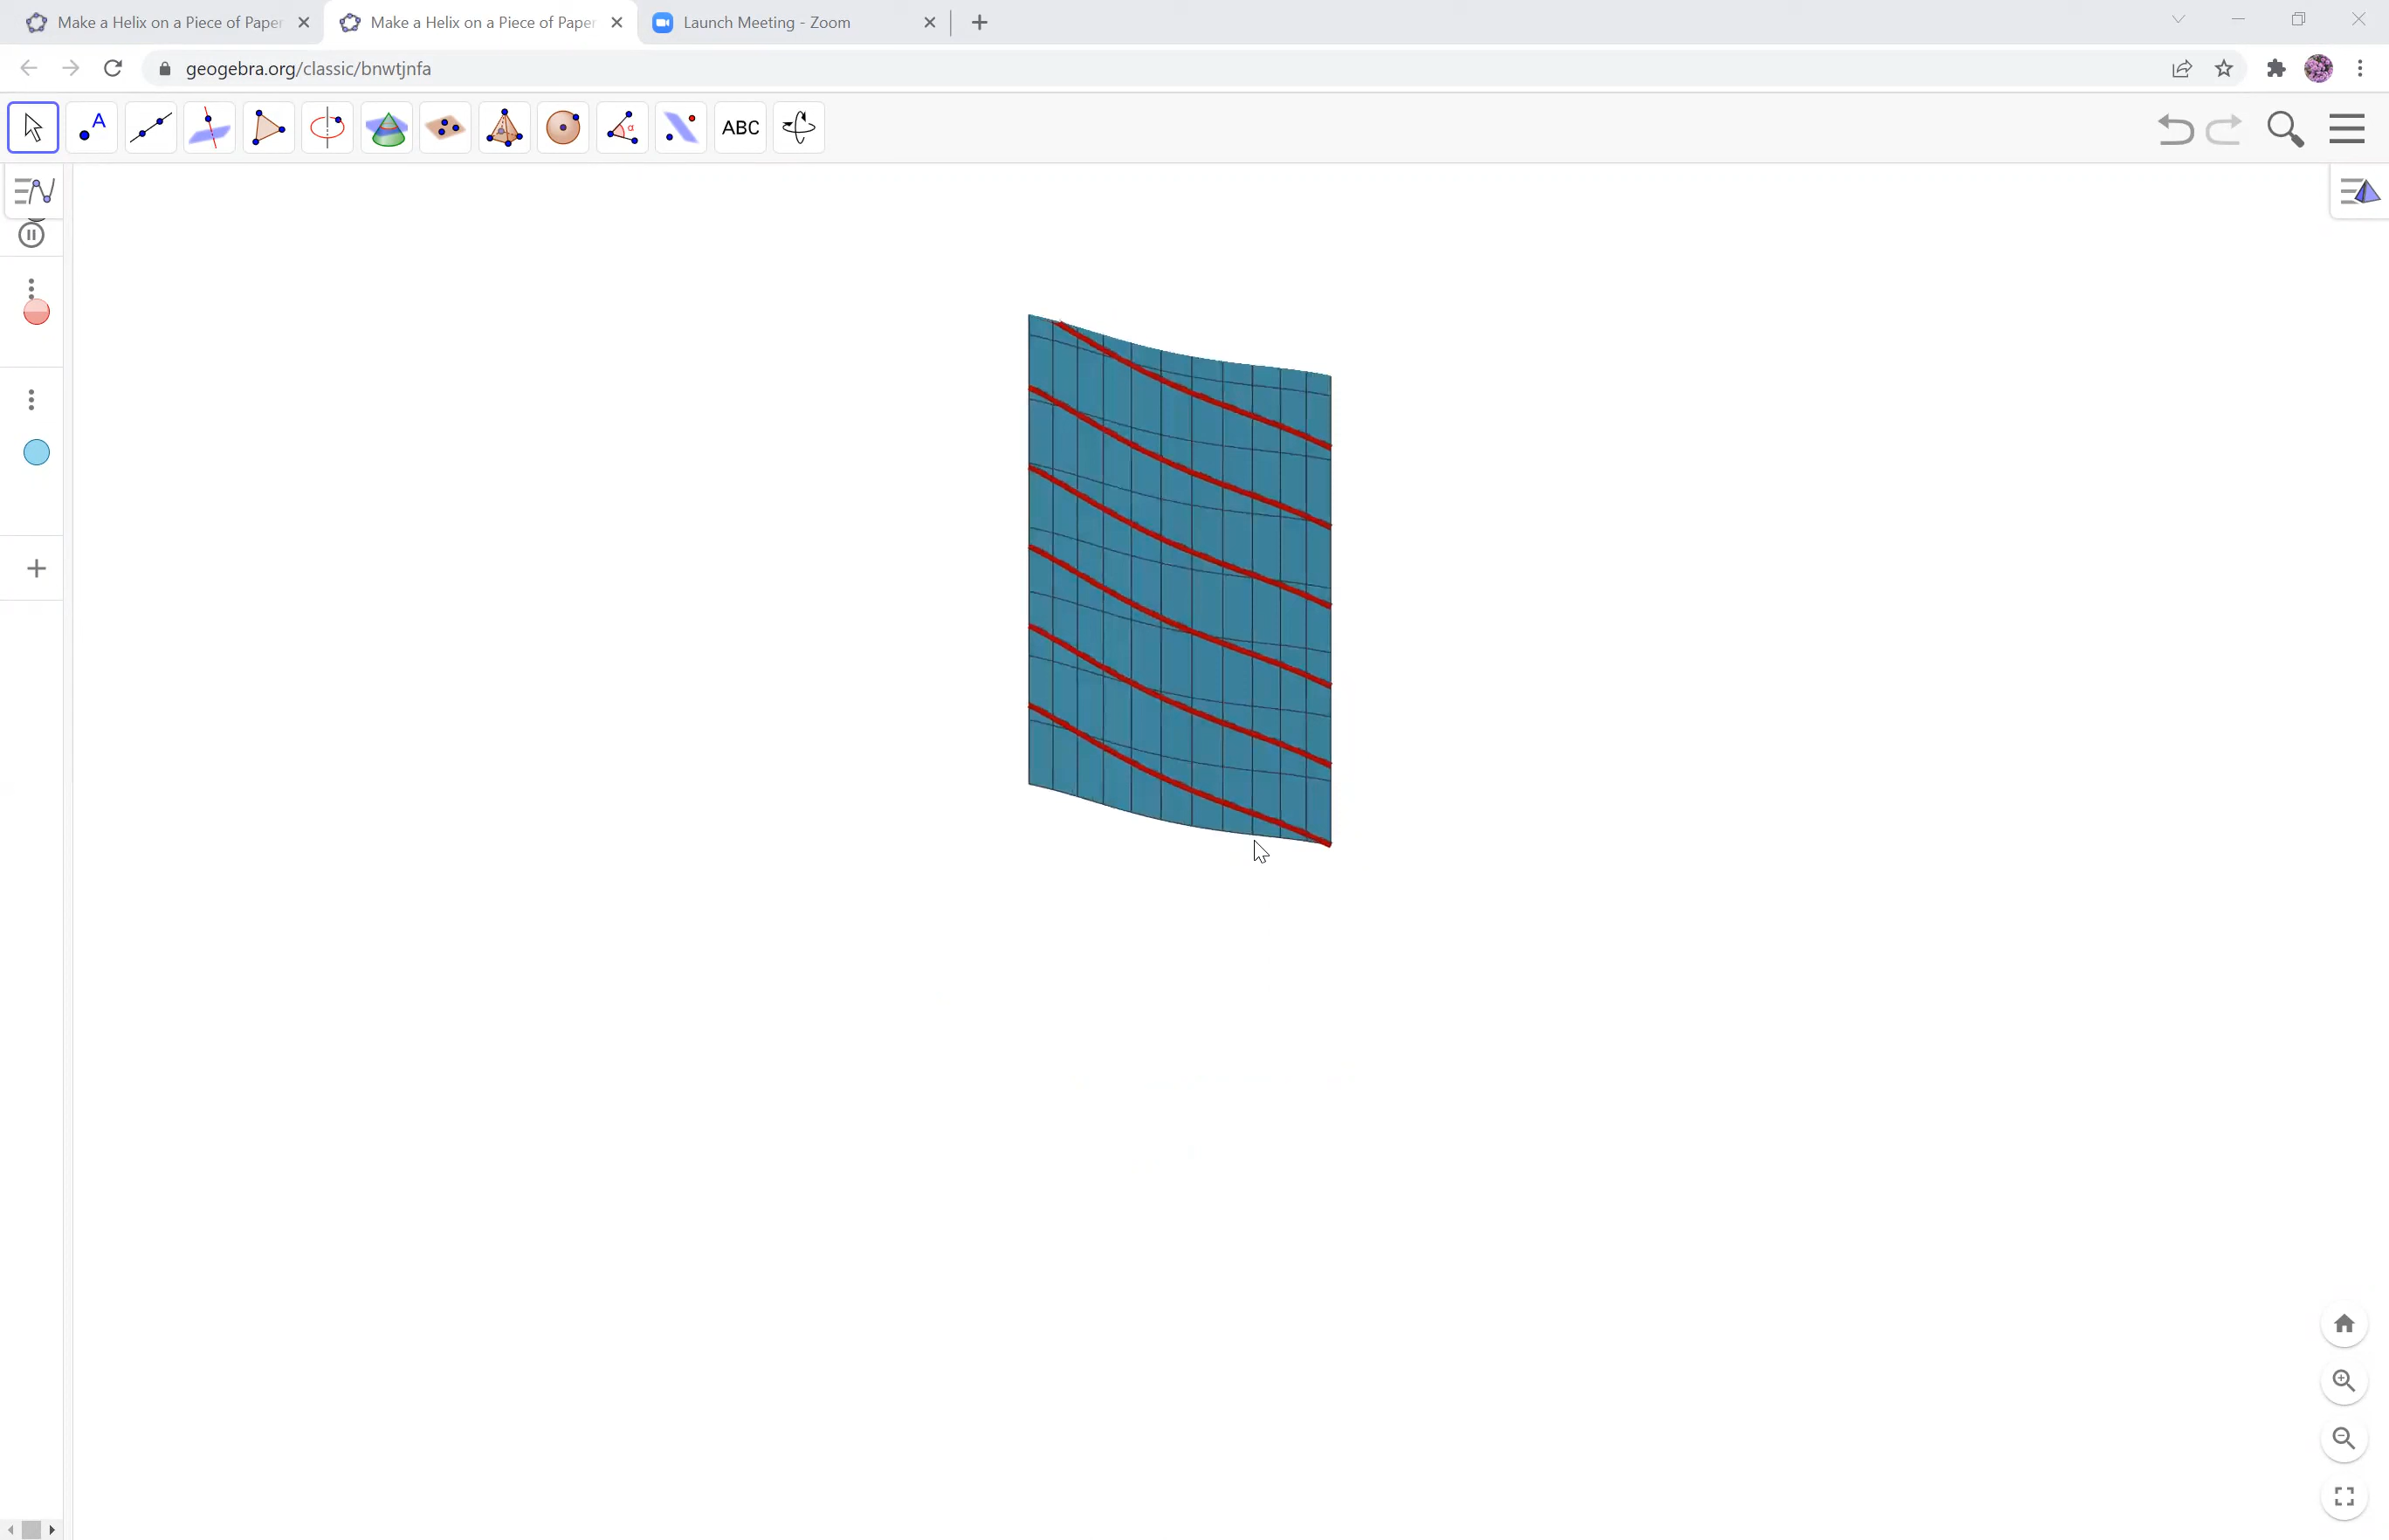 Make a Helix on a Piece of Paper
Make a Helix on a Piece of Paper
Launch Meeting - Zoom
geogebra.org/classic/bnwtjnfa
A
α
ABC